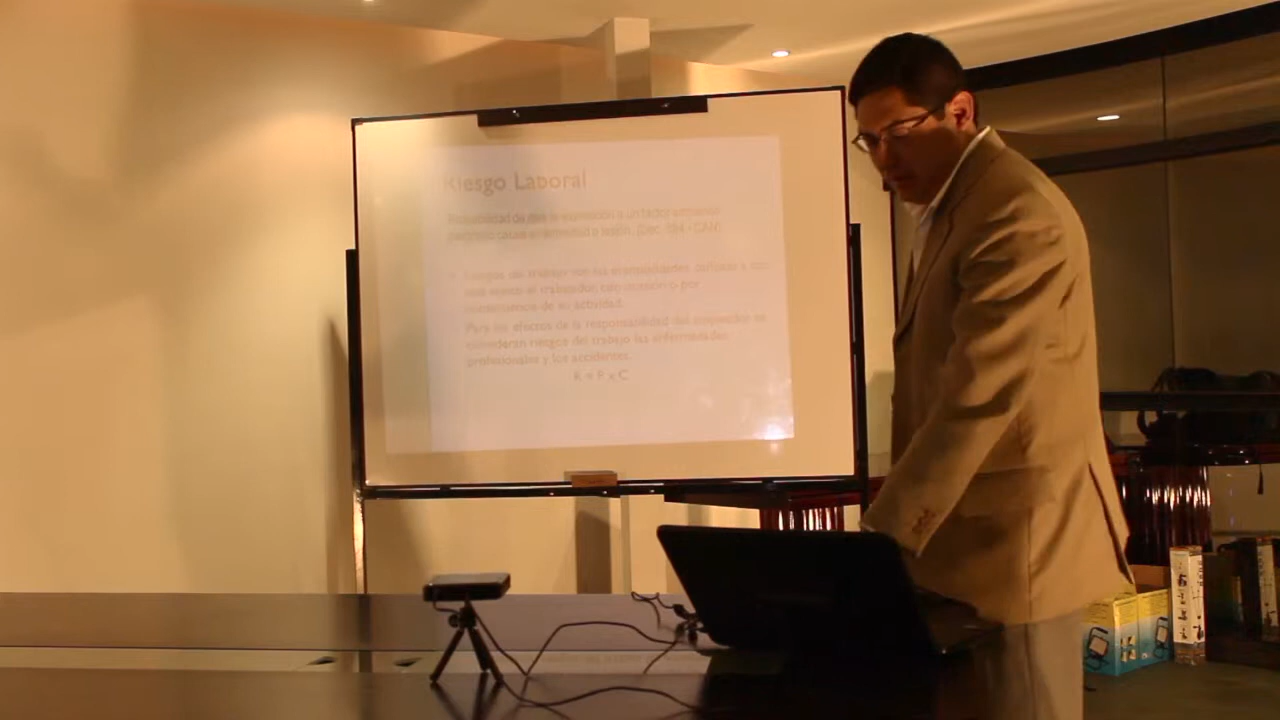 Riesgo Laboral
Probabilidad de que la exposición a un factor ambiental
peligroso cause enfermedad o lesión. (Dec. 584 - CAN)
Riesgos del trabajo son las eventualidades dañosas a que
está sujeto el trabajador, con ocasión o por
consecuencia de su actividad.
Para los efectos de la responsabilidad del empleador se
consideran riesgos del trabajo las enfermedades
profesionales y los accidentes.
R = P x C